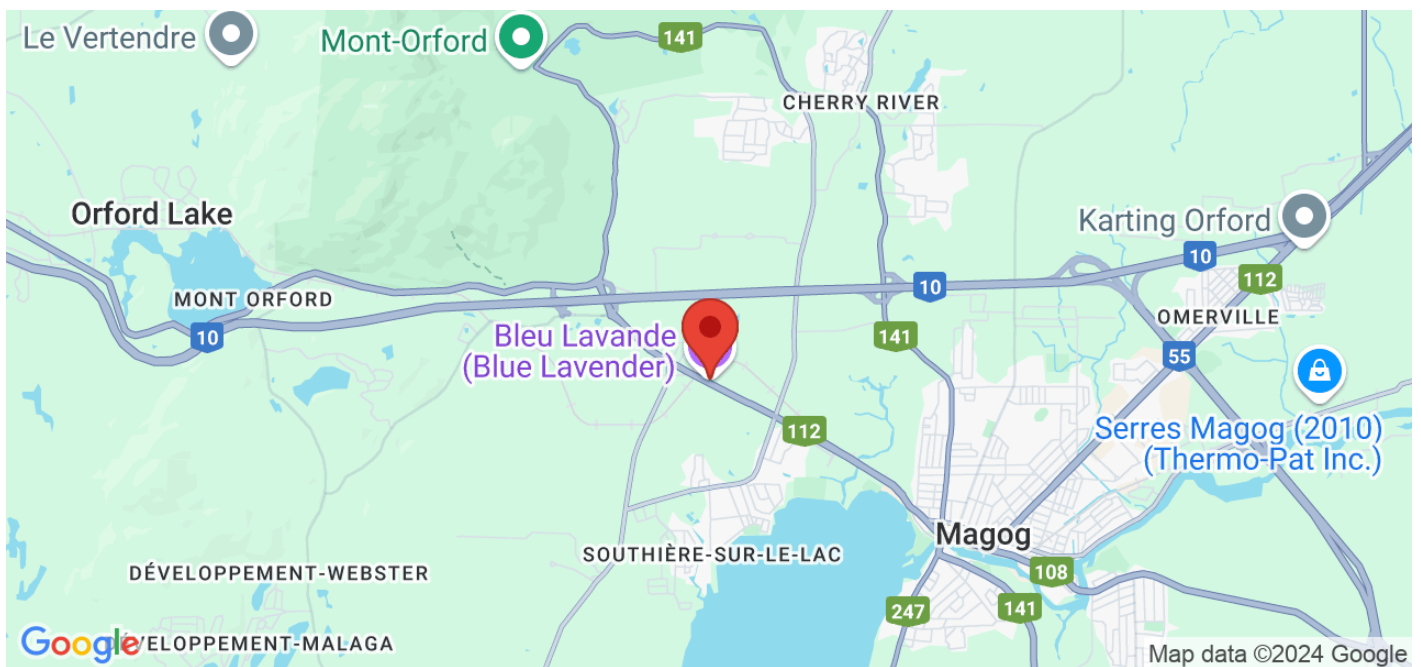 Le Vertendre
Mont-Orford
141
CHERRY RIVER
Orford Lake
Karting Orford
10
112
MONT ORFORD
10
10
OMERVILLE
Bleu Lavande
(Blue Lavender)
141
55
112
Serres Magog (2010)
(Thermo-Pat Inc.)
Magog
SOUTHIÈRE-SUR-LE-LAC
DÉVELOPPEMENT-WEBSTER
108
247
141
Google
DÉVELOPPEMENT-MALAGA
Map data ©2024 Google